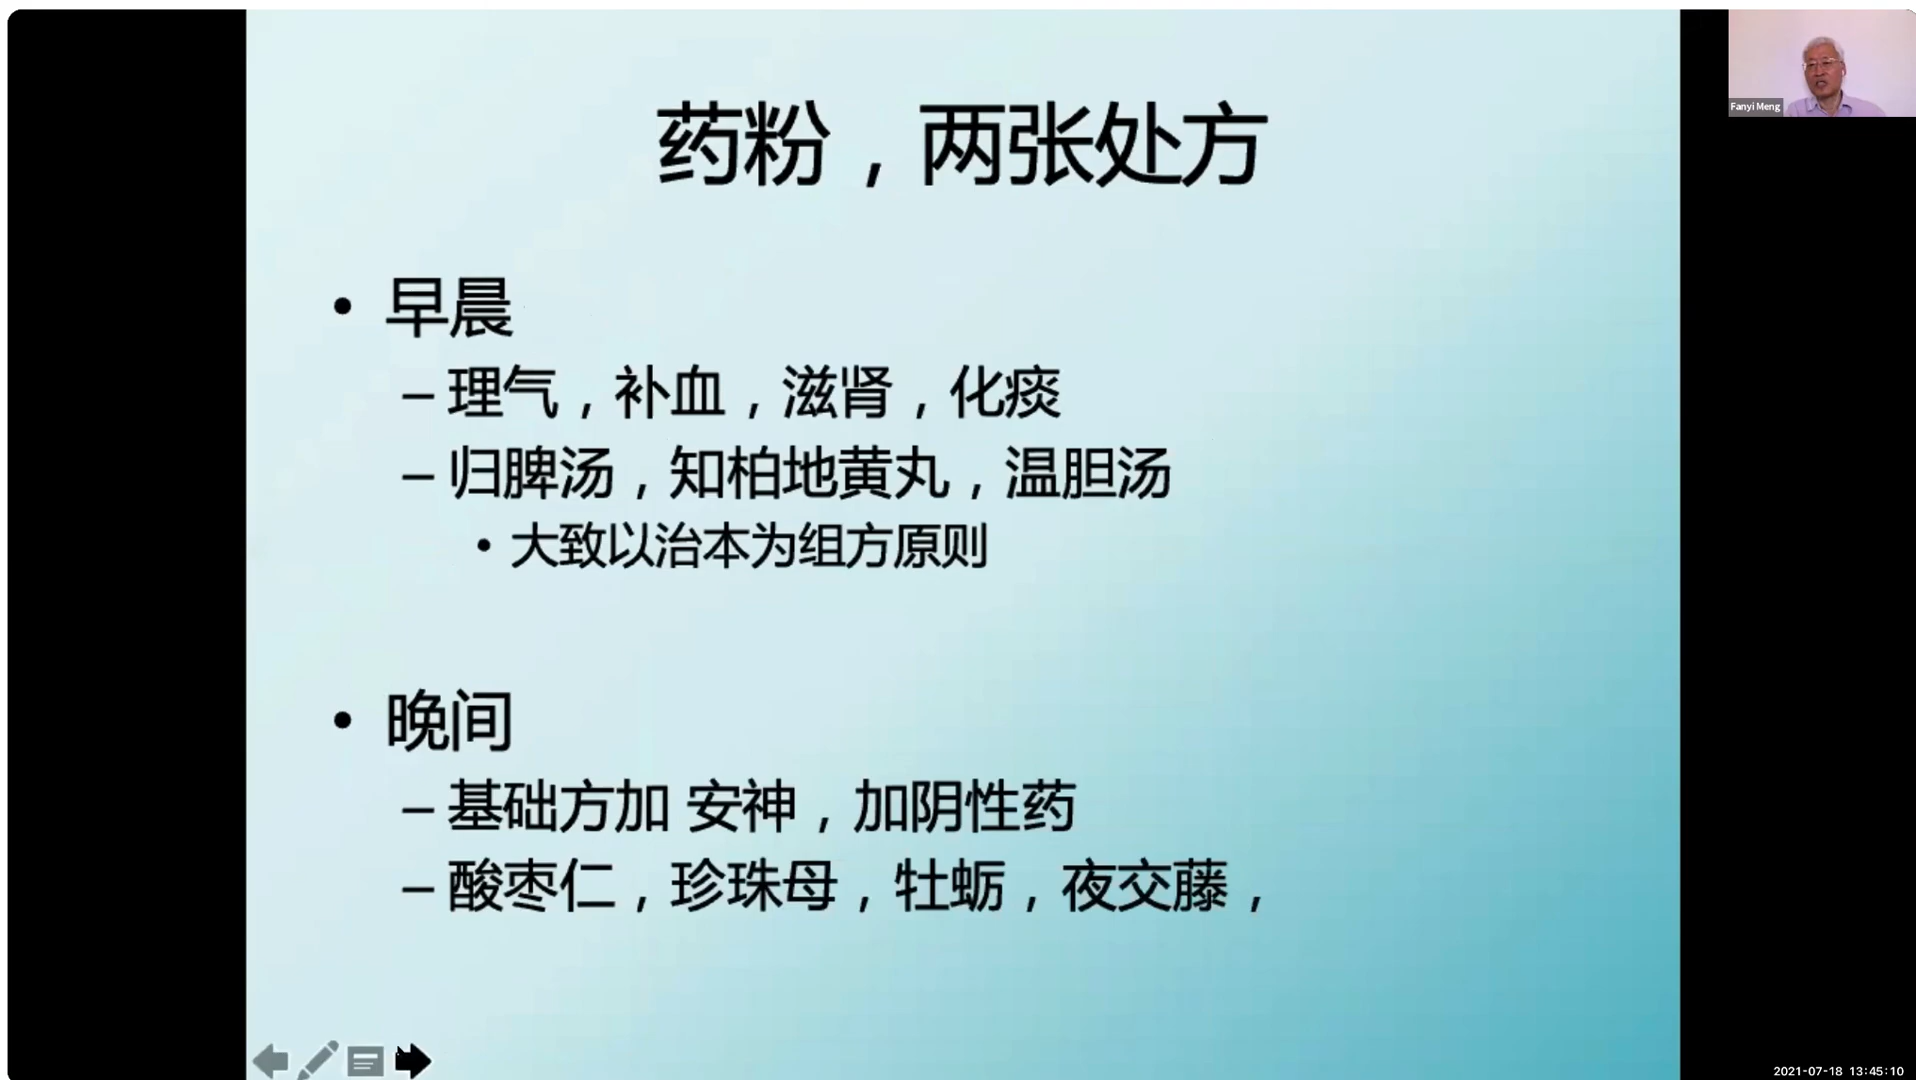 Fanyi Meng
药粉，两张处方
• 早晨
– 理气，补血，滋肾，化痰
– 归脾汤，知柏地黄丸，温胆汤
• 大致以治本为组方原则
• 晚间
– 基础方加 安神，加阴性药
– 酸枣仁，珍珠母，牡蛎，夜交藤，
2021-07-18 13:45:10